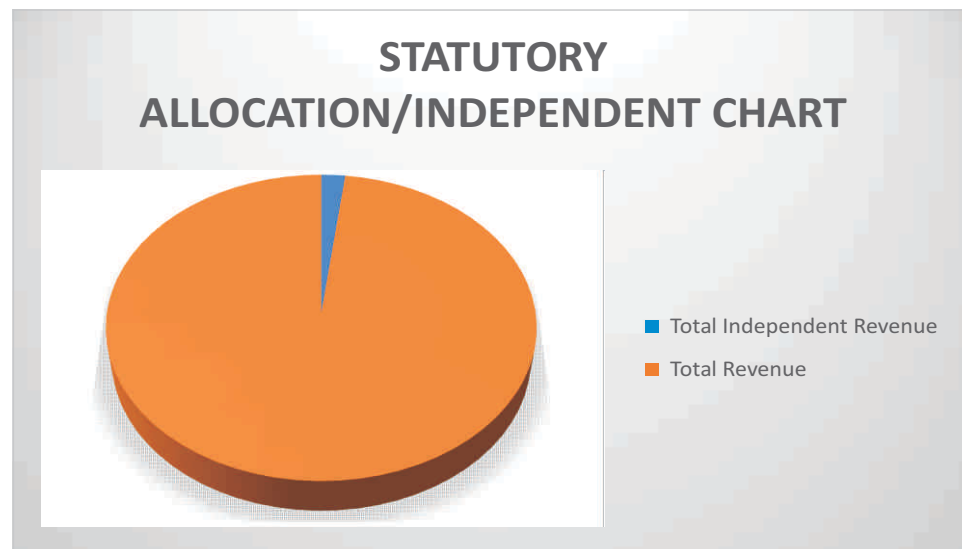 STATUTORY
ALLOCATION/INDEPENDENT CHART
Total Independent Revenue
Total Revenue